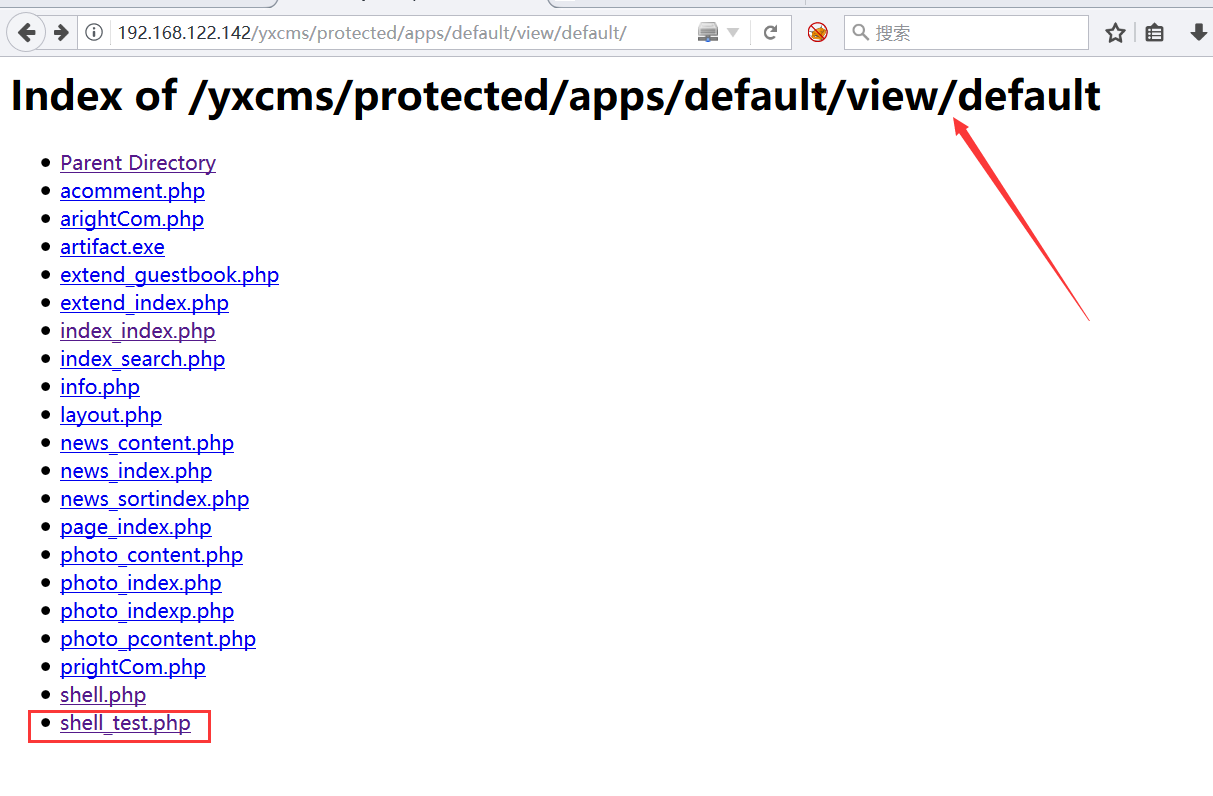 192.168.122.142/yxcms/protected/apps/default/view/default/
搜索
Index of /yxcms/protected/apps/default/view/default
Parent Directory
acomment.php
arightCom.php
artifact.exe
extend_guestbook.php
extend_index.php
index_index.php
index_search.php
info.php
layout.php
news_content.php
news_index.php
news_sortindex.php
page_index.php
photo_content.php
photo_index.php
photo_indexp.php
photo_pcontent.php
prightCom.php
shell.php
shell_test.php